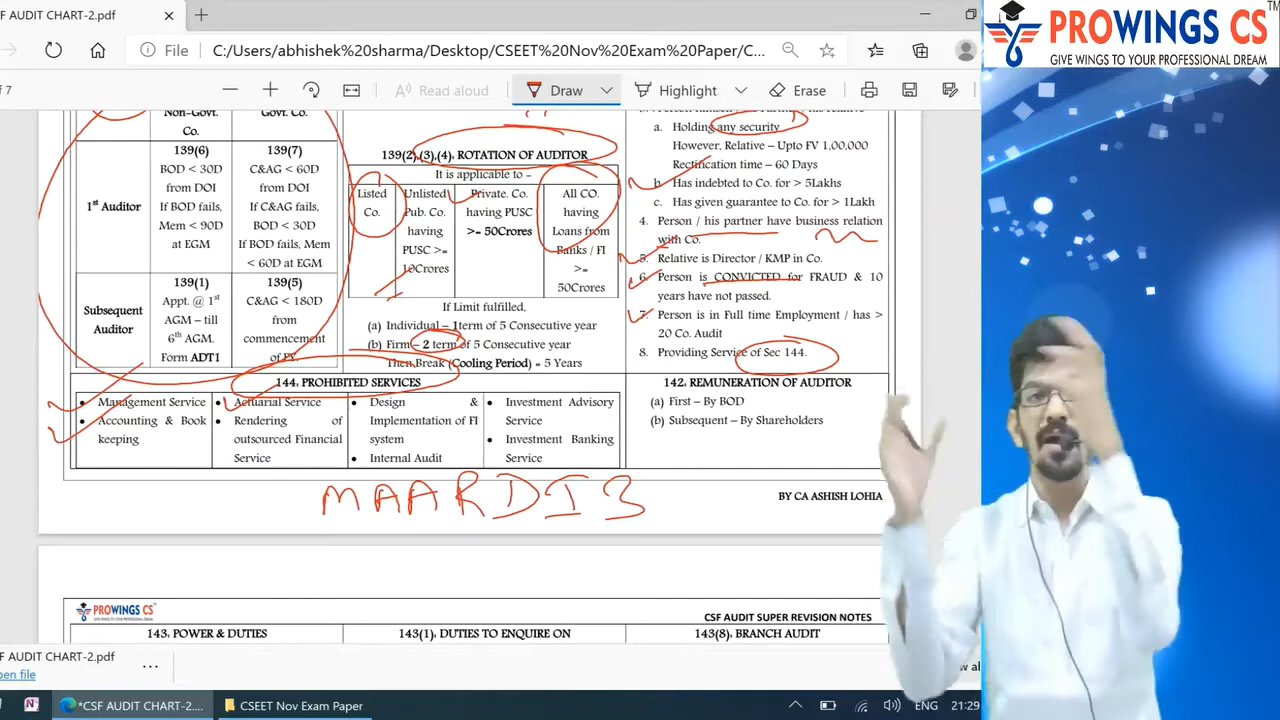 SF AUDIT CHART-2.pdf
File
C:/Users/abhishek%20sharma/Desktop/CSEET%20Nov%20Exam%20Paper/C...
of 7
Read aloud
Draw
Highlight
Erase
PROWINGS CS™
GIVE WINGS TO YOUR PROFESSIONAL DREAM
Non-Govt. Co.
Govt. Co.
1st Auditor
139(6)
BOD < 30D
from DOI
If BOD fails,
Mem < 90D
at EGM
139(7)
C&AG < 60D
from DOI
If C&AG fails,
BOD < 30D
If BOD fails, Mem
< 60D at EGM
Subsequent
Auditor
139(1)
Appt. @ 1st
AGM – till
6th AGM.
Form ADT1
139(5)
C&AG < 180D
from
commencement
of FY.
139(2),(3),(4). ROTATION OF AUDITOR
It is applicable to –
Listed
Co.
Unlisted
Pub. Co.
having
PUSC >=
10Crores
Private. Co.
having PUSC
>= 50Crores
All CO.
having
Loans from
Banks / FI
>=
50Crores
If Limit fulfilled,
(a) Individual – 1term of 5 Consecutive year
(b) Firm – 2 term of 5 Consecutive year
Then Break (Cooling Period) = 5 Years
a. Holding any security
However, Relative – Upto FV 1,00,000
Rectification time – 60 Days
b. Has indebted to Co. for > 5Lakhs
c. Has given guarantee to Co. for > 1Lakh
4. Person / his partner have business relation
with Co.
5. Relative is Director / KMP in Co.
6. Person is CONVICTED for FRAUD & 10
years have not passed.
7. Person is in Full time Employment / has >
20 Co. Audit
8. Providing Service of Sec 144.
144. PROHIBITED SERVICES
• Management Service
• Accounting & Book
keeping
• Actuarial Service
• Rendering of
outsourced Financial
Service
• Design &
Implementation of FI
system
• Internal Audit
• Investment Advisory
Service
• Investment Banking
Service
142. REMUNERATION OF AUDITOR
(a) First – By BOD
(b) Subsequent – By Shareholders
MAARDI3
BY CA ASHISH LOHIA
PROWINGS CS
CSF AUDIT SUPER REVISION NOTES
143. POWER & DUTIES
143(1). DUTIES TO ENQUIRE ON
143(8). BRANCH AUDIT
SF AUDIT CHART-2.pdf
pen file
ow al
*CSF AUDIT CHART-2....
CSEET Nov Exam Paper
ENG
21:29